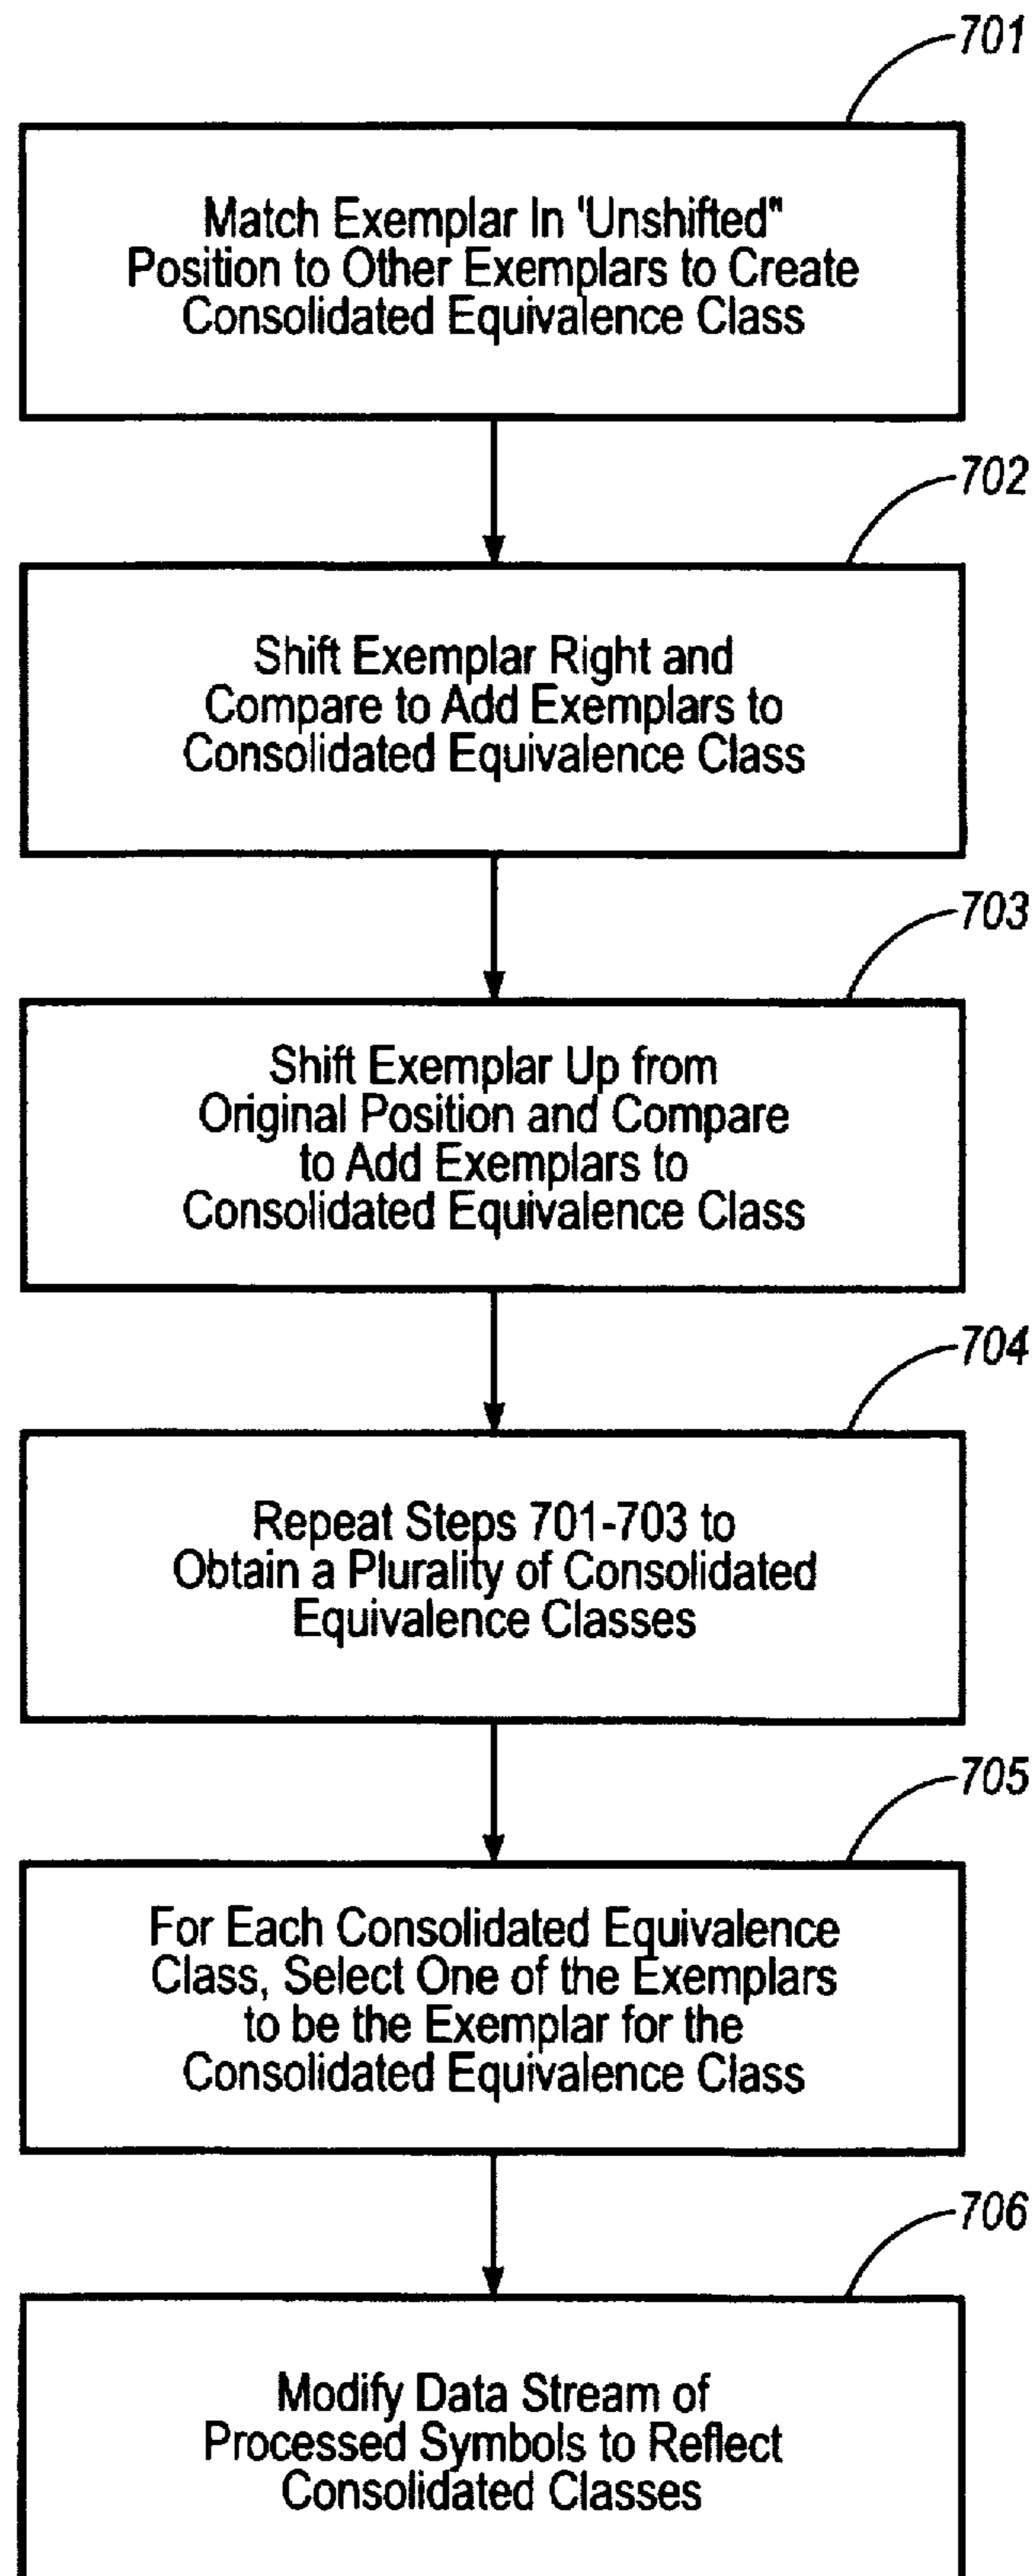 701
Match Exemplar In 'Unshifted"
Position to Other Exemplars to Create
Consolidated Equivalence Class
702
Shift Exemplar Right and
Compare to Add Exemplars to
Consolidated Equivalence Class
703
Shift Exemplar Up from
Original Position and Compare
to Add Exemplars to
Consolidated Equivalence Class
704
Repeat Steps 701-703 to
Obtain a Plurality of Consolidated
Equivalence Classes
705
For Each Consolidated Equivalence
Class, Select One of the Exemplars
to be the Exemplar for the
Consolidated Equivalence Class
706
Modify Data Stream of
Processed Symbols to Reflect
Consolidated Classes